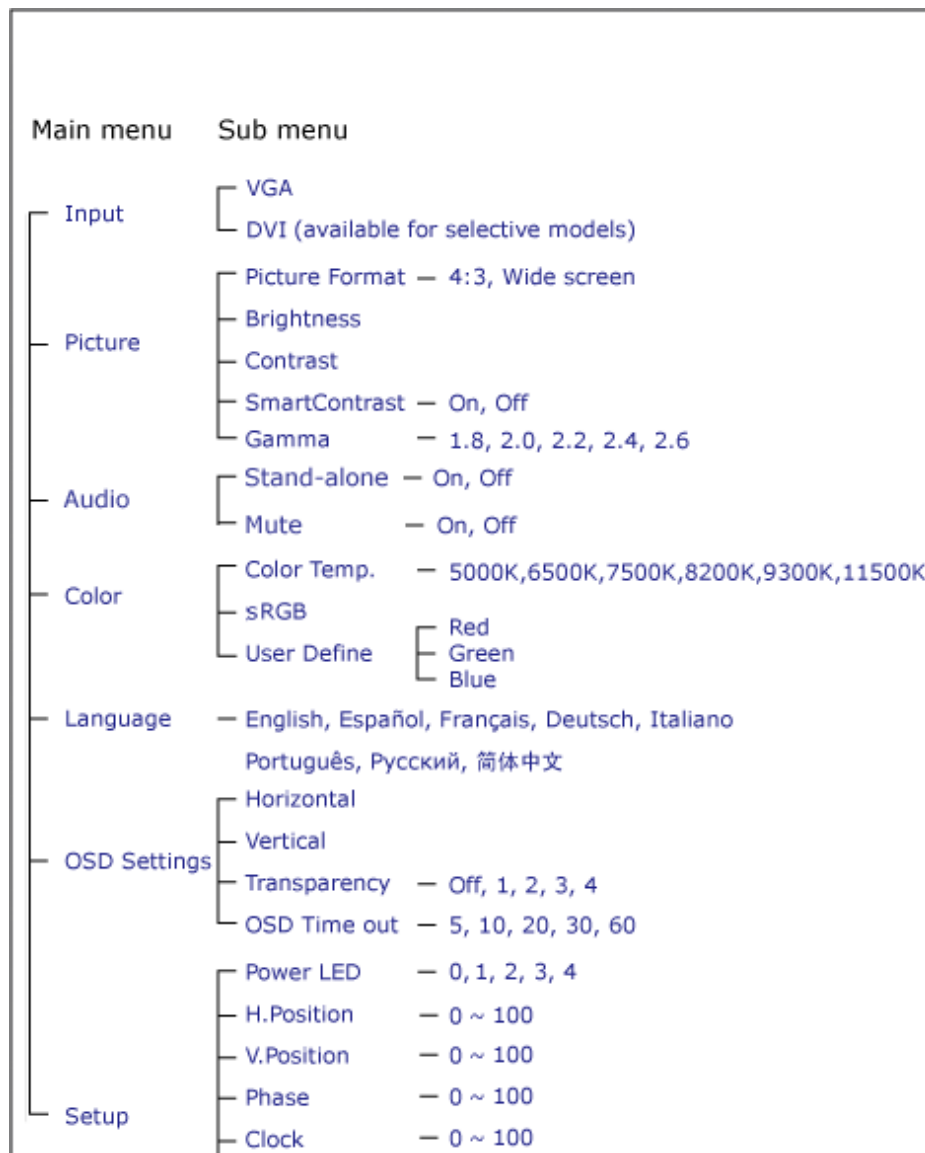 Main menu Sub menu
VGA
Input
DVI (available for selective models)
Picture Format — 4:3, Wide screen
Brightness
Picture
Contrast
SmartContrast — On, Off
Gamma — 1.8, 2.0, 2.2, 2.4, 2.6
Stand-alone — On, Off
Audio
Mute — On, Off
Color Temp. — 5000K,6500K,7500K,8200K,9300K,11500K
Color
sRGB
Red
User Define Green
Blue
Language — English, Español, Français, Deutsch, Italiano
Português, Русский, 简体中文
Horizontal
Vertical
OSD Settings
Transparency — Off, 1, 2, 3, 4
OSD Time out — 5, 10, 20, 30, 60
Power LED — 0, 1, 2, 3, 4
H.Position — 0 ~ 100
V.Position — 0 ~ 100
Phase — 0 ~ 100
Setup
Clock — 0 ~ 100